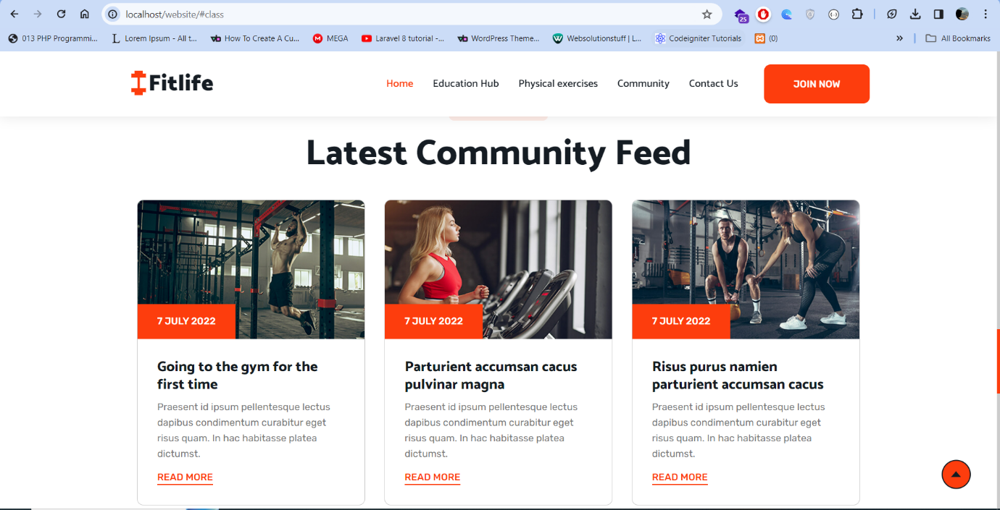 localhost/website/#class
25
013 PHP Programmi...
Lorem Ipsum - All t...
How To Create A Cu...
MEGA
Laravel 8 tutorial -...
WordPress Theme...
Websolutionstuff | L...
Codeigniter Tutorials
(0)
All Bookmarks
Fitlife
Home
Education Hub
Physical exercises
Community
Contact Us
JOIN NOW
Latest Community Feed
7 JULY 2022
7 JULY 2022
7 JULY 2022
Going to the gym for the
first time
Praesent id ipsum pellentesque lectus
dapibus condimentum curabitur eget
risus quam. In hac habitasse platea
dictumst.
READ MORE
Parturient accumsan cacus
pulvinar magna
Praesent id ipsum pellentesque lectus
dapibus condimentum curabitur eget
risus quam. In hac habitasse platea
dictumst.
READ MORE
Risus purus namien
parturient accumsan cacus
Praesent id ipsum pellentesque lectus
dapibus condimentum curabitur eget
risus quam. In hac habitasse platea
dictumst.
READ MORE